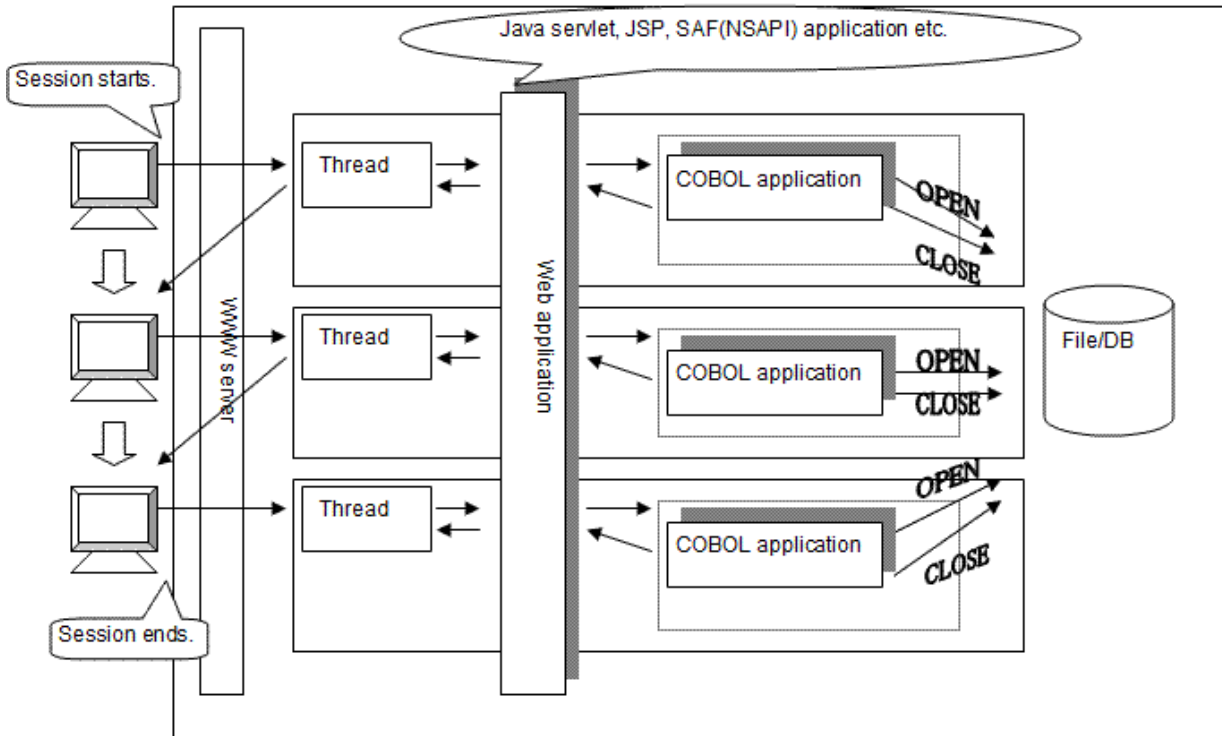 Java servlet, JSP, SAF(NSAPI) application etc.
Session starts.
Thread
COBOL application
OPEN
CLOSE
WWW server
Web application
Thread
COBOL application
OPEN
CLOSE
File/DB
Thread
COBOL application
OPEN
CLOSE
Session ends.